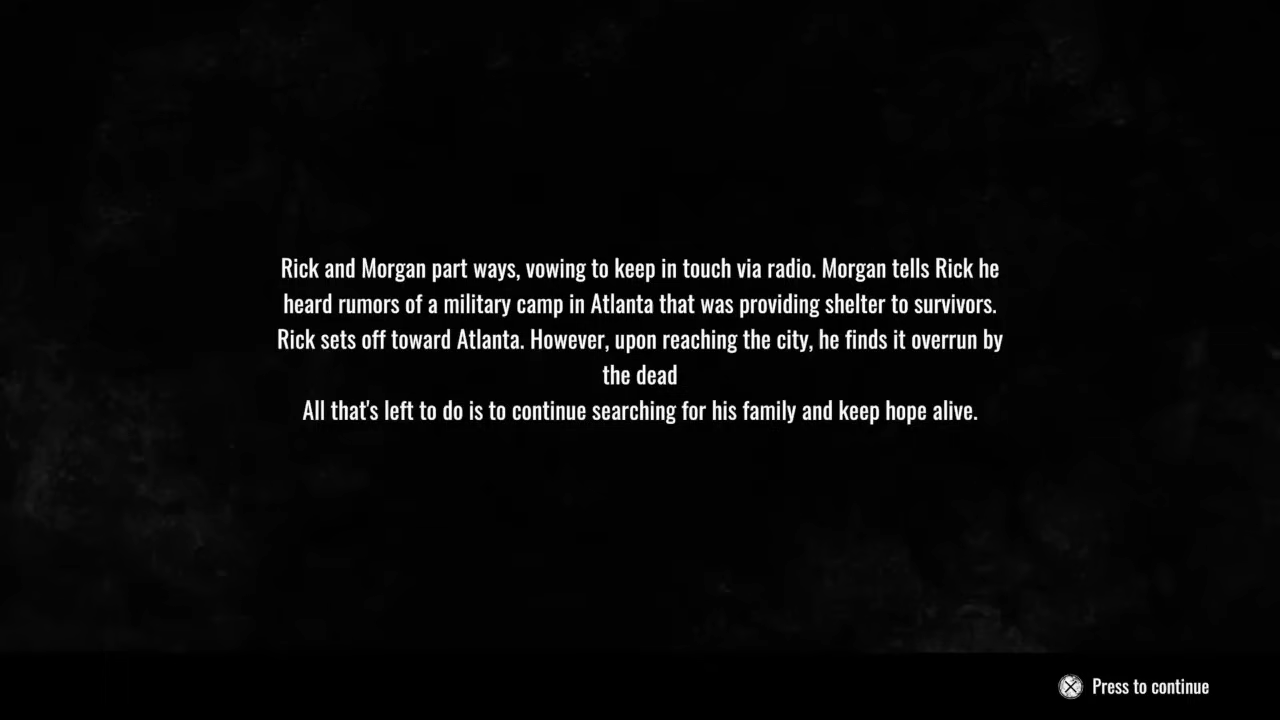 Rick and Morgan part ways, vowing to keep in touch via radio. Morgan tells Rick he
heard rumors of a military camp in Atlanta that was providing shelter to survivors.
Rick sets off toward Atlanta. However, upon reaching the city, he finds it overrun by
the dead
All that's left to do is to continue searching for his family and keep hope alive.
Press to continue